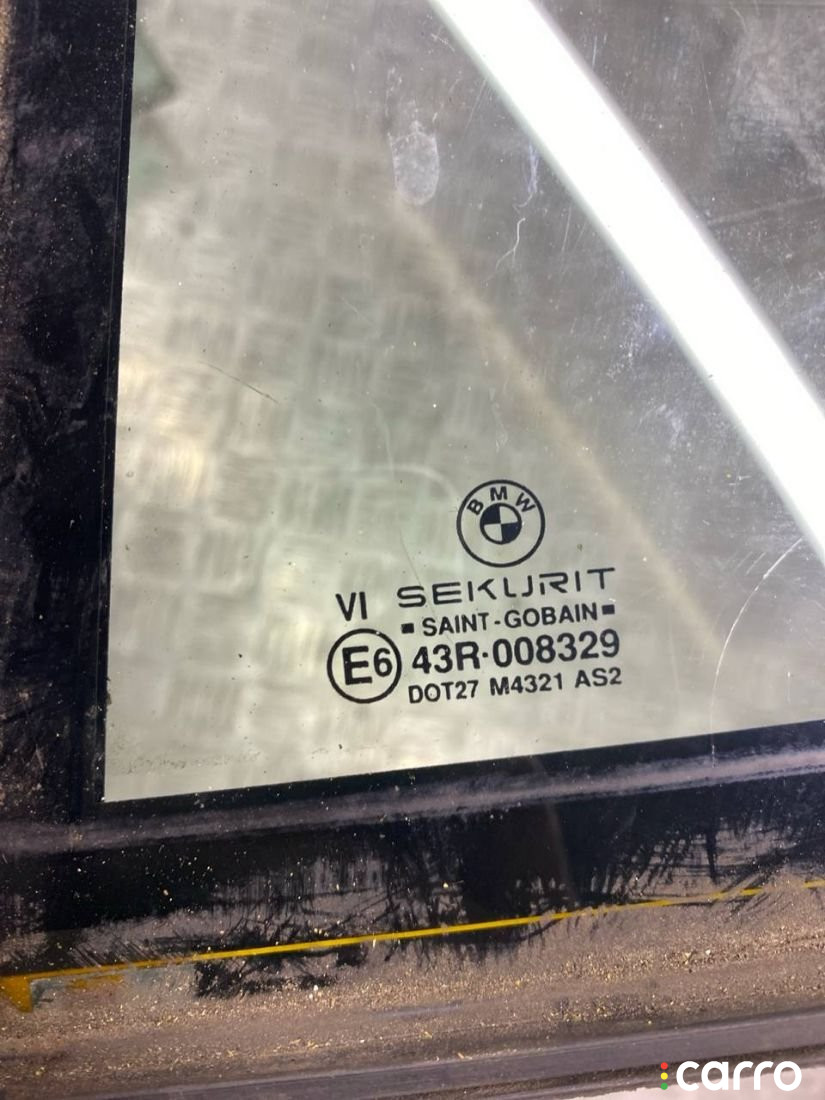 BMW
VI SEKURIT
SAINT-GOBAIN
E6 43R·008329
DOT27 M4321 AS2
carro